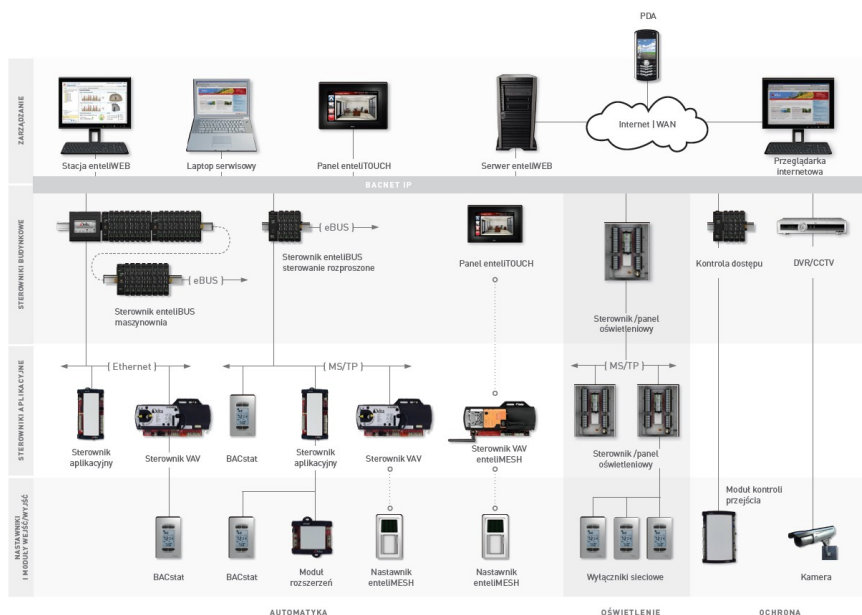 PDA
ZARZĄDZANIE
Internet | WAN
Stacja enteliWEB
Laptop serwisowy
Panel enteliTOUCH
Serwer enteliWEB
Przeglądarka
internetowa
BACNET IP
STEROWNIKI BUDYNKOWE
{ eBUS }
Sterownik enteliBUS
sterowanie rozproszone
Panel enteliTOUCH
Kontrola dostępu
DVR/CCTV
{ eBUS }
Sterownik enteliBUS
maszynownia
Sterownik /panel
oświetleniowy
STEROWNIKI APLIKACYJNE
{ Ethernet }
{ MS/TP }
{ MS/TP }
Sterownik
aplikacyjny
Sterownik VAV
BACstat
Sterownik
aplikacyjny
Sterownik VAV
Sterownik VAV
enteliMESH
Sterownik /panel
oświetleniowy
NASTAWNIKI
I MODUŁY WEJŚĆ/WYJŚĆ
Moduł kontroli
przejścia
BACstat
BACstat
Moduł
rozszerzeń
Nastawnik
enteliMESH
Nastawnik
enteliMESH
Wyłączniki sieciowe
Kamera
AUTOMATYKA
OŚWIETLENIE
OCHRONA